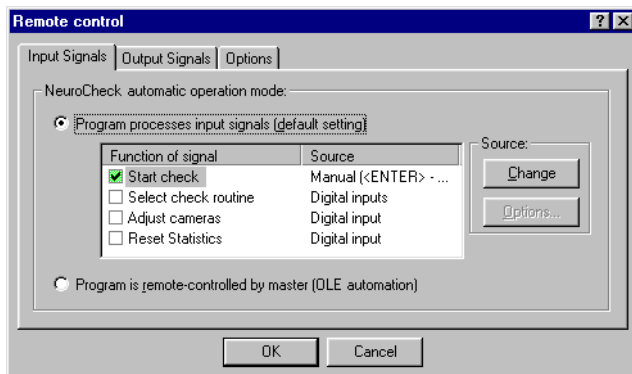 Remote control
Input Signals Output Signals Options
NeuroCheck automatic operation mode:
Program processes input signals (default setting)
Function of signal Source
Start check Manual (<ENTER> - ...
Select check routine Digital inputs
Adjust cameras Digital input
Reset Statistics Digital input
Source:
Change
Options...
Program is remote-controlled by master (OLE automation)
OK Cancel